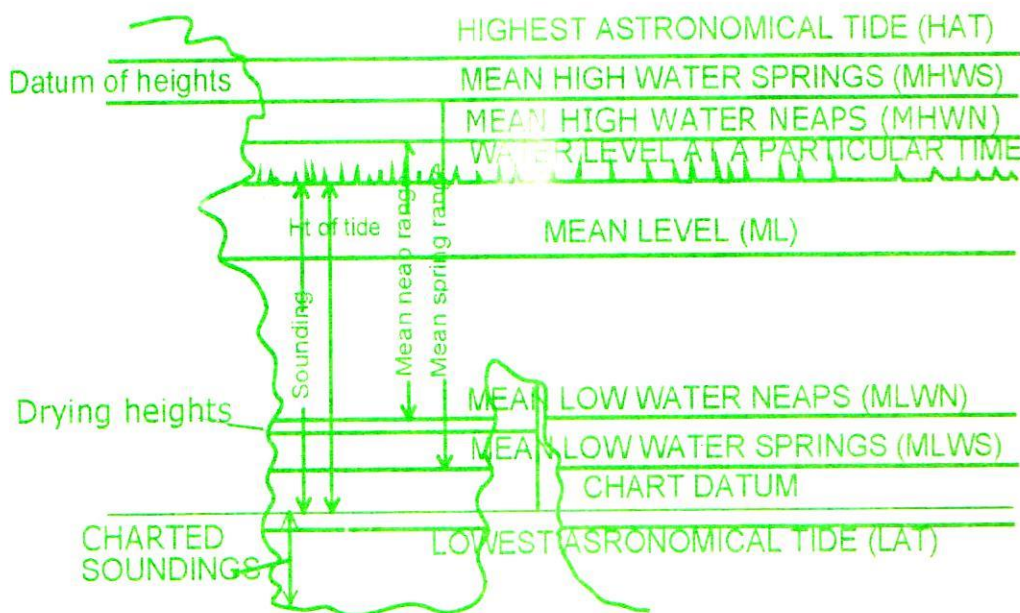 HIGHEST ASTRONOMICAL TIDE (HAT)
Datum of heights
MEAN HIGH WATER SPRINGS (MHWS)
MEAN HIGH WATER NEAPS (MHWN)
WATER LEVEL AT A PARTICULAR TIME
Ht of tide
MEAN LEVEL (ML)
Sounding
Mean neap range
Mean spring range
Drying heights
MEAN LOW WATER NEAPS (MLWN)
MEAN LOW WATER SPRINGS (MLWS)
CHART DATUM
CHARTED
SOUNDINGS
LOWEST ASRONOMICAL TIDE (LAT)